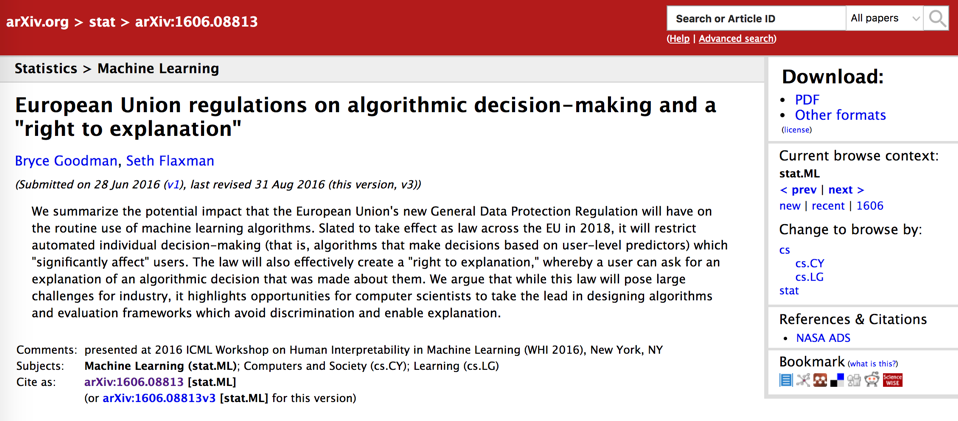 arXiv.org > stat > arXiv:1606.08813
Search or Article ID
All papers
(Help | Advanced search)
Statistics > Machine Learning
European Union regulations on algorithmic decision-making and a
"right to explanation"
Bryce Goodman, Seth Flaxman
(Submitted on 28 Jun 2016 (v1), last revised 31 Aug 2016 (this version, v3))
We summarize the potential impact that the European Union's new General Data Protection Regulation will have on
the routine use of machine learning algorithms. Slated to take effect as law across the EU in 2018, it will restrict
automated individual decision-making (that is, algorithms that make decisions based on user-level predictors) which
"significantly affect" users. The law will also effectively create a "right to explanation," whereby a user can ask for an
explanation of an algorithmic decision that was made about them. We argue that while this law will pose large
challenges for industry, it highlights opportunities for computer scientists to take the lead in designing algorithms
and evaluation frameworks which avoid discrimination and enable explanation.
Comments: presented at 2016 ICML Workshop on Human Interpretability in Machine Learning (WHI 2016), New York, NY
Subjects: Machine Learning (stat.ML); Computers and Society (cs.CY); Learning (cs.LG)
Cite as: arXiv:1606.08813 [stat.ML]
(or arXiv:1606.08813v3 [stat.ML] for this version)
Download:
• PDF
• Other formats
(license)
Current browse context:
stat.ML
< prev | next >
new | recent | 1606
Change to browse by:
cs
cs.CY
cs.LG
stat
References & Citations
• NASA ADS
Bookmark (what is this?)
Science
WISE